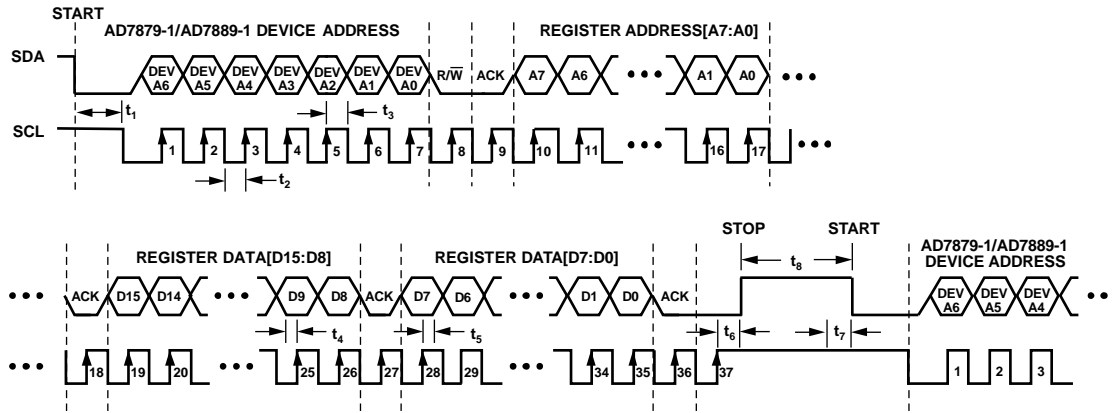 START
AD7879-1/AD7889-1 DEVICE ADDRESS
REGISTER ADDRESS[A7:A0]
SDA
DEV A6
DEV A5
DEV A4
DEV A3
DEV A2
DEV A1
DEV A0
R/W̅
ACK
A7
A6
A1
A0
t1
t3
SCL
1
2
3
4
5
6
7
8
9
10
11
16
17
t2
STOP
START
REGISTER DATA[D15:D8]
REGISTER DATA[D7:D0]
AD7879-1/AD7889-1
DEVICE ADDRESS
t8
ACK
D15
D14
D9
D8
ACK
D7
D6
D1
D0
ACK
DEV A6
DEV A5
DEV A4
t4
t5
t6
t7
18
19
20
25
26
27
28
29
34
35
36
37
1
2
3